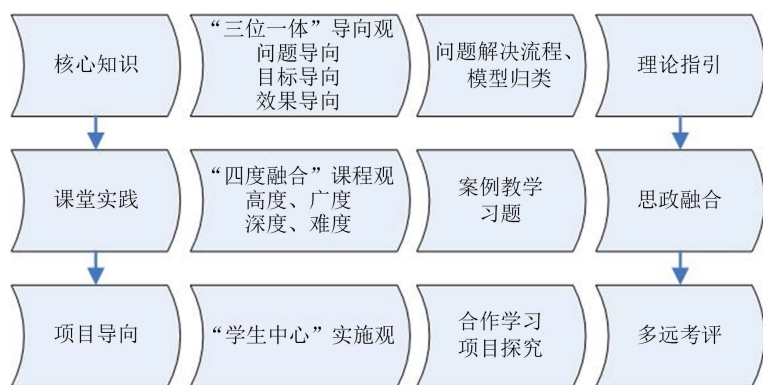 核心知识
“三位一体”导向观
问题导向
目标导向
效果导向
问题解决流程、
模型归类
理论指引
课堂实践
“四度融合”课程观
高度、广度
深度、难度
案例教学
习题
思政融合
项目导向
“学生中心”实施观
合作学习
项目探究
多远考评